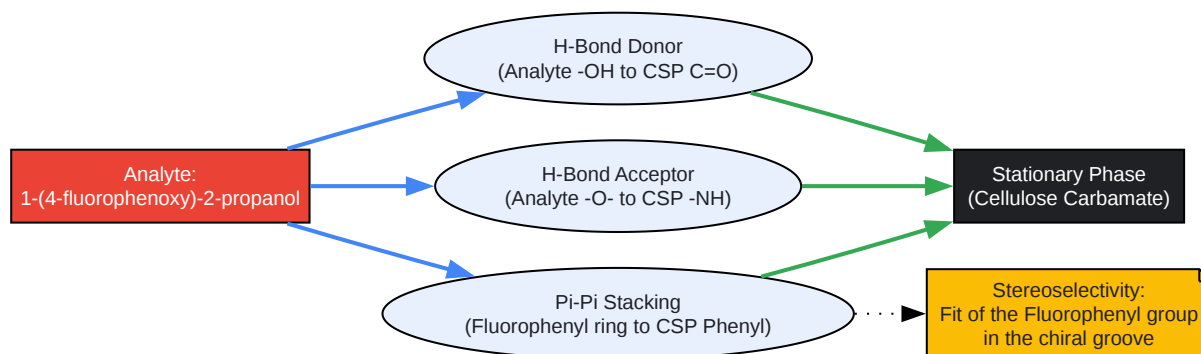 H-Bond Donor
(Analyte -OH to CSP C=O)
Analyte:
1-(4-fluorophenoxy)-2-propanol
H-Bond Acceptor
(Analyte -O- to CSP -NH)
Stationary Phase
(Cellulose Carbamate)
Pi-Pi Stacking
(Fluorophenyl ring to CSP Phenyl)
Stereoselectivity:
Fit of the Fluorophenyl group
in the chiral groove